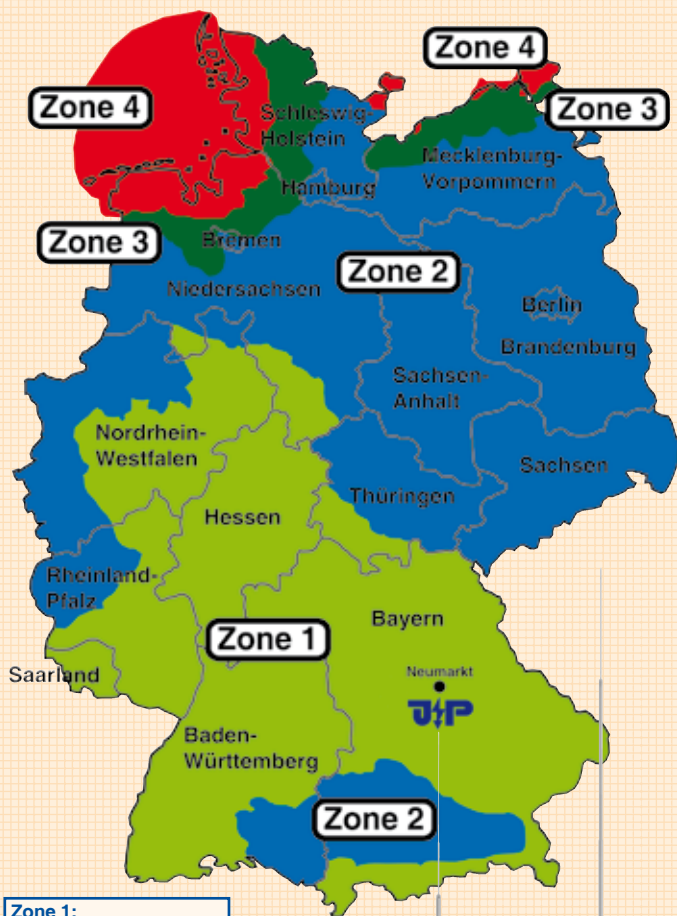 Zone 4
Zone 4
Zone 3
Schleswig-
Holstein
Mecklenburg-
Vorpommern
Hamburg
Zone 3
Bremen
Zone 2
Niedersachsen
Berlin
Brandenburg
Sachsen-
Anhalt
Nordrhein-
Westfalen
Sachsen
Thüringen
Hessen
Rheinland-
Pfalz
Bayern
Zone 1
Saarland
Neumarkt
J P
Baden-
Württemberg
Zone 2
Zone 1: